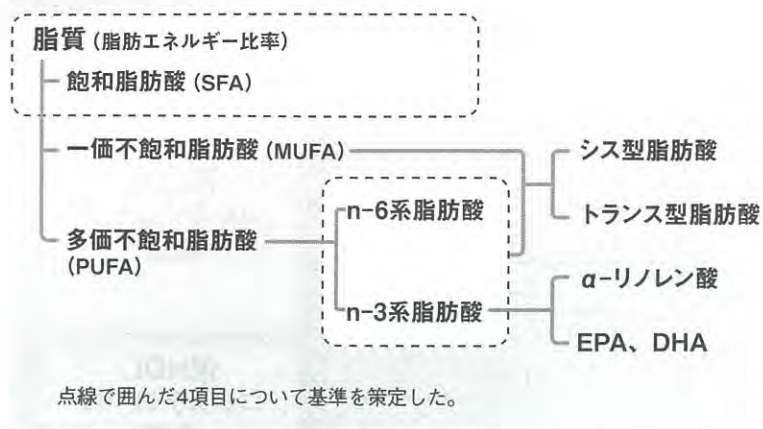 脂質(脂肪エネルギー比率)
飽和脂肪酸(SFA)
一価不飽和脂肪酸(MUFA)
シス型脂肪酸
トランス型脂肪酸
多価不飽和脂肪酸
(PUFA)
n-6系脂肪酸
n-3系脂肪酸
α-リノレン酸
EPA、DHA
点線で囲んだ4項目について基準を策定した。